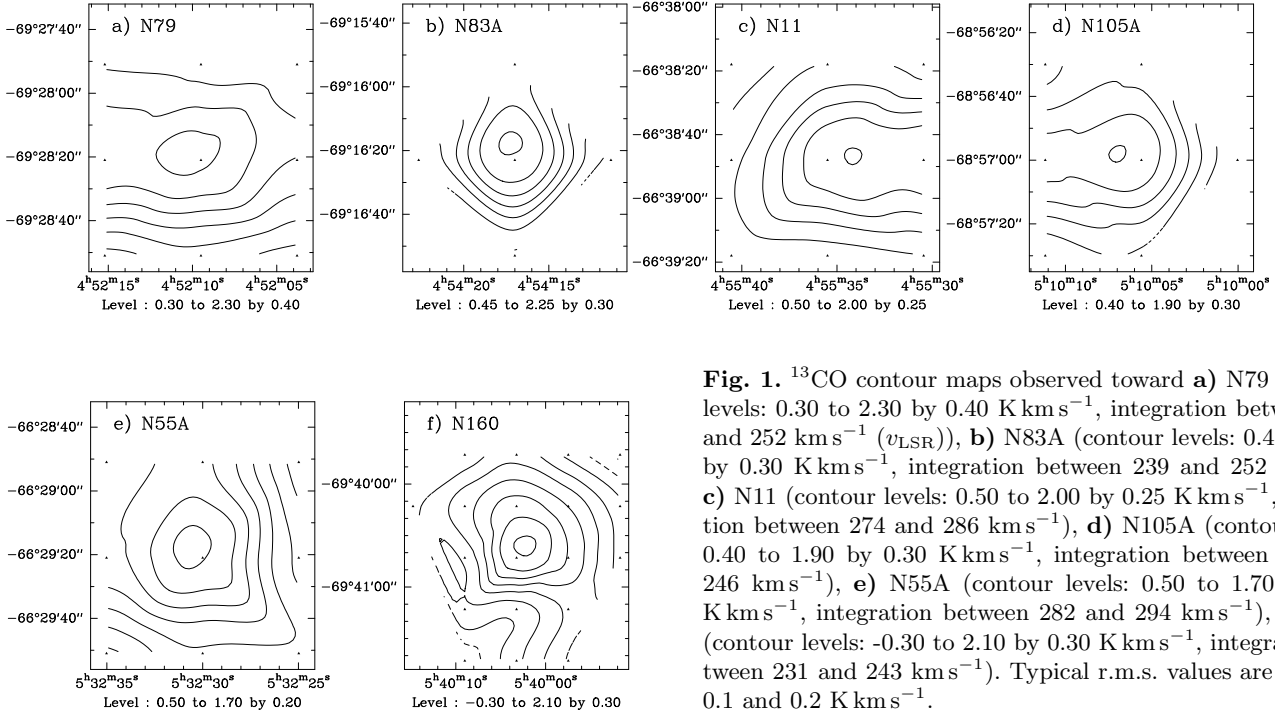 a) N79
−69°27′40″
−69°28′00″
−69°28′20″
−69°28′40″
4ʰ52ᵐ15ˢ 4ʰ52ᵐ10ˢ 4ʰ52ᵐ05ˢ
Level : 0.30 to 2.30 by 0.40
b) N83A
−69°15′40″
−69°16′00″
−69°16′20″
−69°16′40″
4ʰ54ᵐ20ˢ 4ʰ54ᵐ15ˢ
Level : 0.45 to 2.25 by 0.30
c) N11
−66°38′00″
−66°38′20″
−66°38′40″
−66°39′00″
−66°39′20″
4ʰ55ᵐ40ˢ 4ʰ55ᵐ35ˢ 4ʰ55ᵐ30ˢ
Level : 0.50 to 2.00 by 0.25
d) N105A
−68°56′20″
−68°56′40″
−68°57′00″
−68°57′20″
5ʰ10ᵐ10ˢ 5ʰ10ᵐ05ˢ 5ʰ10ᵐ00ˢ
Level : 0.40 to 1.90 by 0.30
e) N55A
−66°28′40″
−66°29′00″
−66°29′20″
−66°29′40″
5ʰ32ᵐ35ˢ 5ʰ32ᵐ30ˢ 5ʰ32ᵐ25ˢ
Level : 0.50 to 1.70 by 0.20
f) N160
−69°40′00″
−69°41′00″
5ʰ40ᵐ10ˢ 5ʰ40ᵐ00ˢ
Level : −0.30 to 2.10 by 0.30
Fig. 1. ¹³CO contour maps observed toward a) N79
levels: 0.30 to 2.30 by 0.40 K km s⁻¹, integration betw
and 252 km s⁻¹ (v_LSR)), b) N83A (contour levels: 0.4
by 0.30 K km s⁻¹, integration between 239 and 252
c) N11 (contour levels: 0.50 to 2.00 by 0.25 K km s⁻¹,
tion between 274 and 286 km s⁻¹), d) N105A (contou
0.40 to 1.90 by 0.30 K km s⁻¹, integration between
246 km s⁻¹), e) N55A (contour levels: 0.50 to 1.70
K km s⁻¹, integration between 282 and 294 km s⁻¹),
(contour levels: -0.30 to 2.10 by 0.30 K km s⁻¹, integra
tween 231 and 243 km s⁻¹). Typical r.m.s. values are
0.1 and 0.2 K km s⁻¹.